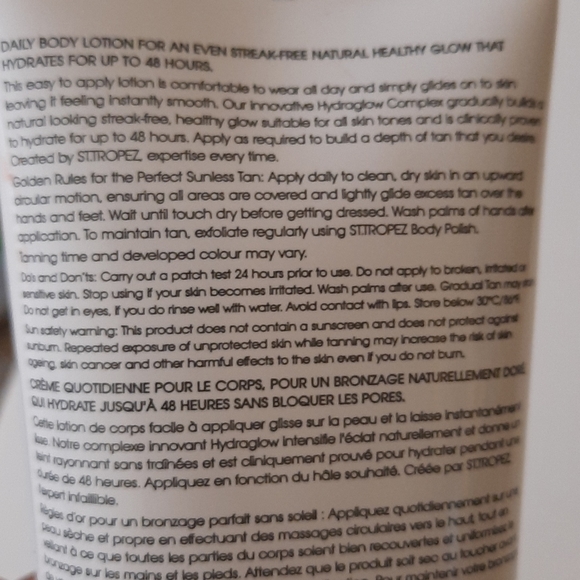 DAILY BODY LOTION FOR AN EVEN STREAK-FREE NATURAL HEALTHY GLOW THAT
HYDRATES FOR UP TO 48 HOURS.
This easy to apply lotion is comfortable to wear all day and simply glides on to skin
leaving it feeling instantly smooth. Our innovative Hydraglow Complex gradually builds a
natural looking streak-free, healthy glow suitable for all skin tones and is clinically proven
to hydrate for up to 48 hours. Apply as required to build a depth of tan that you desire.
Created by ST.TROPEZ, expertise every time.
Golden Rules for the Perfect Sunless Tan: Apply daily to clean, dry skin in an upward
circular motion, ensuring all areas are covered and lightly glide excess tan over the
hands and feet. Wait until touch dry before getting dressed. Wash palms of hands after
application. To maintain tan, exfoliate regularly using ST.TROPEZ Body Polish.
Tanning time and developed colour may vary.
Do's and Don'ts: Carry out a patch test 24 hours prior to use. Do not apply to broken, irritated or
sensitive skin. Stop using if your skin becomes irritated. Wash palms after use. Gradual Tan may
Do not get in eyes, if you do rinse well with water. Avoid contact with lips. Store below 30°C/86°F.
Sun safety warning: This product does not contain a sunscreen and does not protect against
sunburn. Repeated exposure of unprotected skin while tanning may increase the risk of skin
ageing, skin cancer and other harmful effects to the skin even if you do not burn.
CRÈME QUOTIDIENNE POUR LE CORPS, POUR UN BRONZAGE NATURELLEMENT DORÉ,
QUI HYDRATE JUSQU'À 48 HEURES SANS BLOQUER LES PORES.
Cette lotion de corps facile à appliquer glisse sur la peau et la laisse instantanément
lisse. Notre complexe innovant Hydraglow intensifie l'éclat naturellement et donne un
teint rayonnant sans traînées et est cliniquement prouvé pour hydrater pendant une
durée de 48 heures. Appliquez en fonction du hâle souhaité. Créée par ST.TROPEZ,
l'expert infaillible.
Règles d'or pour un bronzage parfait sans soleil : Appliquez quotidiennement sur une
peau sèche et propre en effectuant des massages circulaires vers le haut, tout en
veillant à ce que toutes les parties du corps soient bien recouvertes et uniformisez le
bronzage sur les mains et les pieds. Attendez que le produit soit sec au toucher avant
Pour maintenir votre bronzage